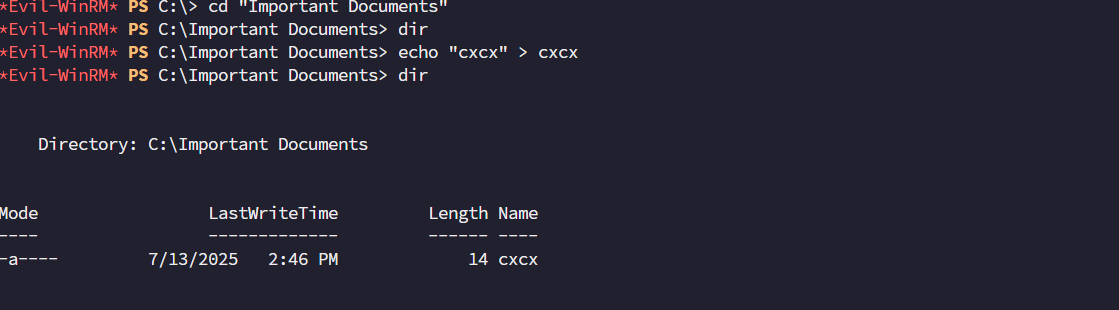 *Evil-WinRM* PS C:\> cd "Important Documents"
*Evil-WinRM* PS C:\Important Documents> dir
*Evil-WinRM* PS C:\Important Documents> echo "cxcx" > cxcx
*Evil-WinRM* PS C:\Important Documents> dir
Directory: C:\Important Documents
Mode LastWriteTime Length Name
---- ------------- ------ ----
-a---- 7/13/2025 2:46 PM 14 cxcx